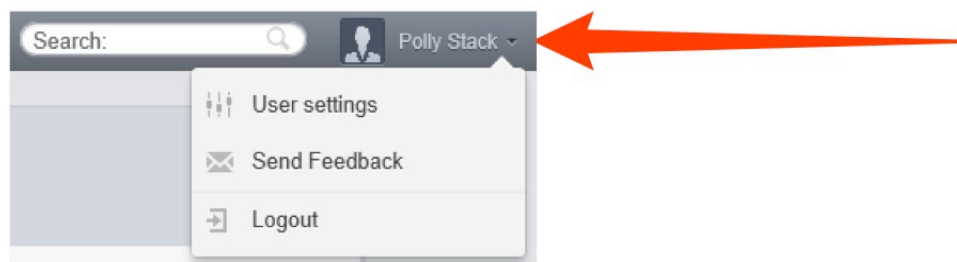 Search:
Polly Stack
User settings
Send Feedback
Logout